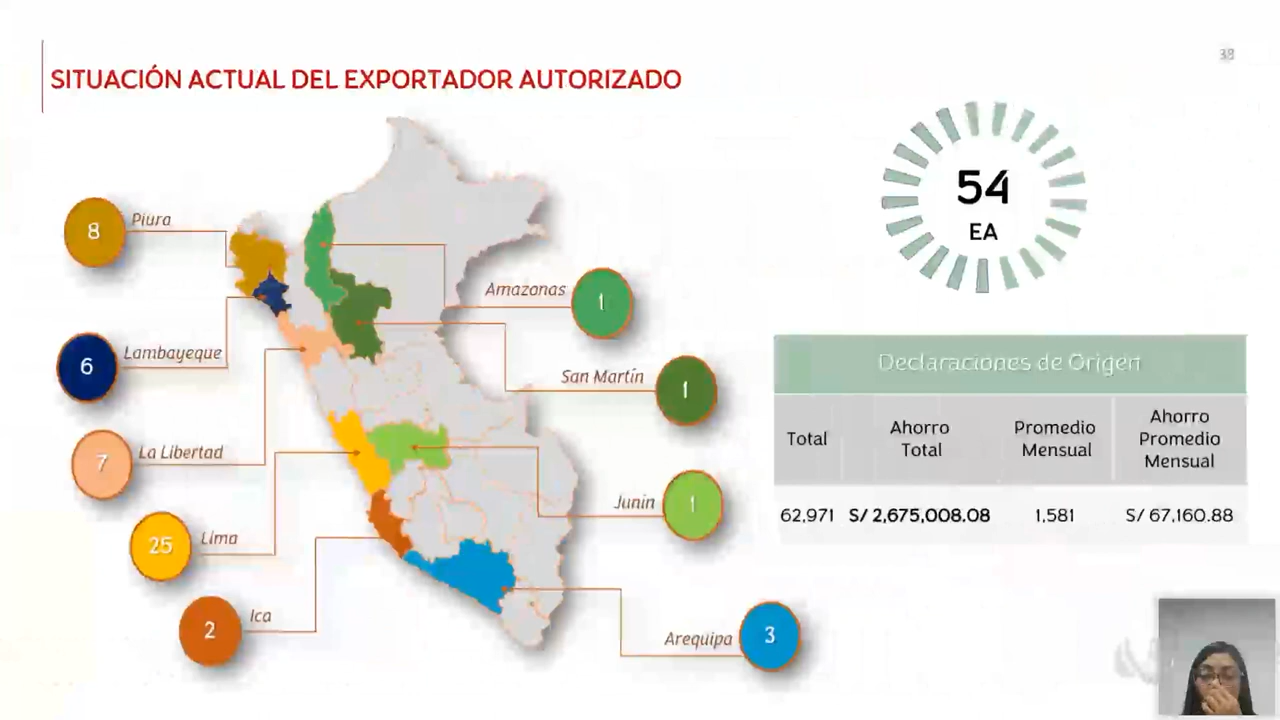 38
SITUACIÓN ACTUAL DEL EXPORTADOR AUTORIZADO
54
EA
8
Piura
Amazonas
1
6
Lambayeque
San Martín
1
7
La Libertad
Junin
1
25
Lima
2
Ica
Arequipa
3
Declaraciones de Origen
Total
Ahorro
Total
Promedio
Mensual
Ahorro
Promedio
Mensual
62,971 S/ 2,675,008.08 1,581 S/ 67,160.88